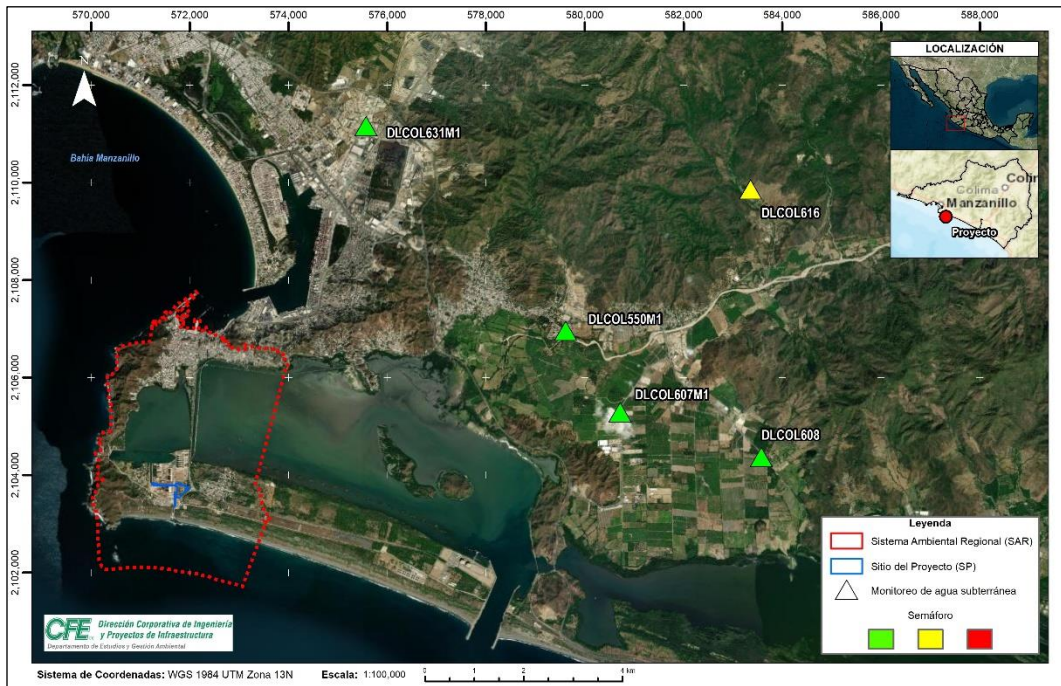 570,000 572,000 574,000 576,000 578,000 580,000 582,000 584,000 586,000 588,000
2,112,000
2,110,000
2,108,000
2,106,000
2,104,000
2,102,000
N
Bahía Manzanillo
DLCOL631M1
DLCOL616
DLCOL550M1
DLCOL607M1
DLCOL608
LOCALIZACIÓN
Colim
Colima
Manzanillo
Proyecto
Leyenda
Sistema Ambiental Regional (SAR)
Sitio del Proyecto (SP)
Monitoreo de agua subterránea
Semáforo
CFE
Dirección Corporativa de Ingeniería
y Proyectos de Infraestructura
Departamento de Estudios y Gestión Ambiental
Sistema de Coordenadas: WGS 1984 UTM Zona 13N Escala: 1:100,000
0 1 2 4 km